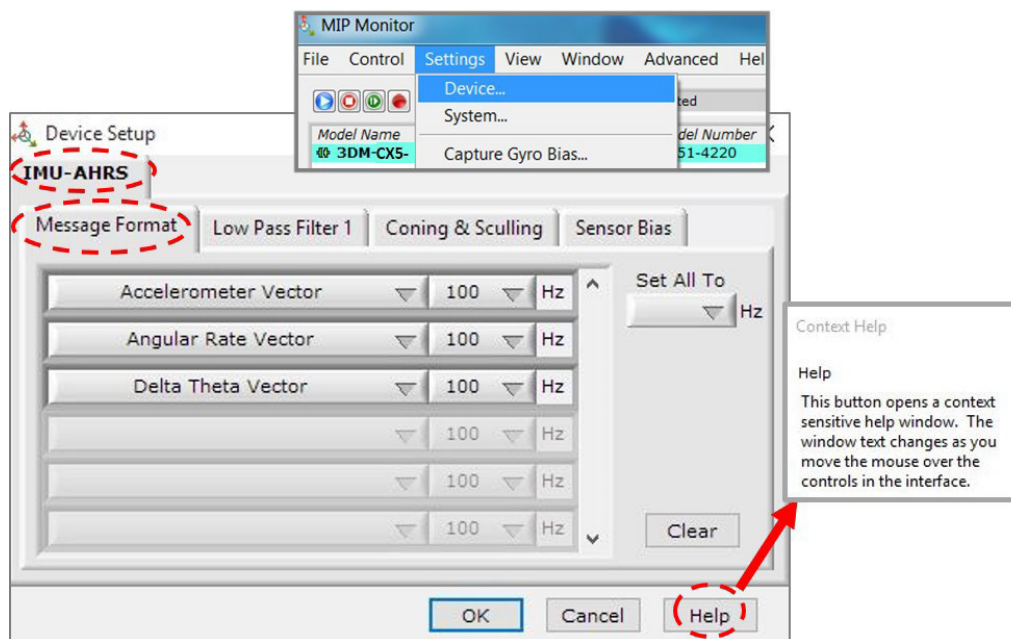 MIP Monitor
File Control Settings View Window Advanced Hel
Device...
System...
Capture Gyro Bias...
ted
Model Name
del Number
3DM-CX5-
51-4220
Device Setup
IMU-AHRS
Message Format
Low Pass Filter 1
Coning & Sculling
Sensor Bias
Accelerometer Vector 100 Hz
Angular Rate Vector 100 Hz
Delta Theta Vector 100 Hz
100 Hz
100 Hz
100 Hz
Set All To
Hz
Clear
OK
Cancel
Help
Context Help
Help
This button opens a context
sensitive help window. The
window text changes as you
move the mouse over the
controls in the interface.